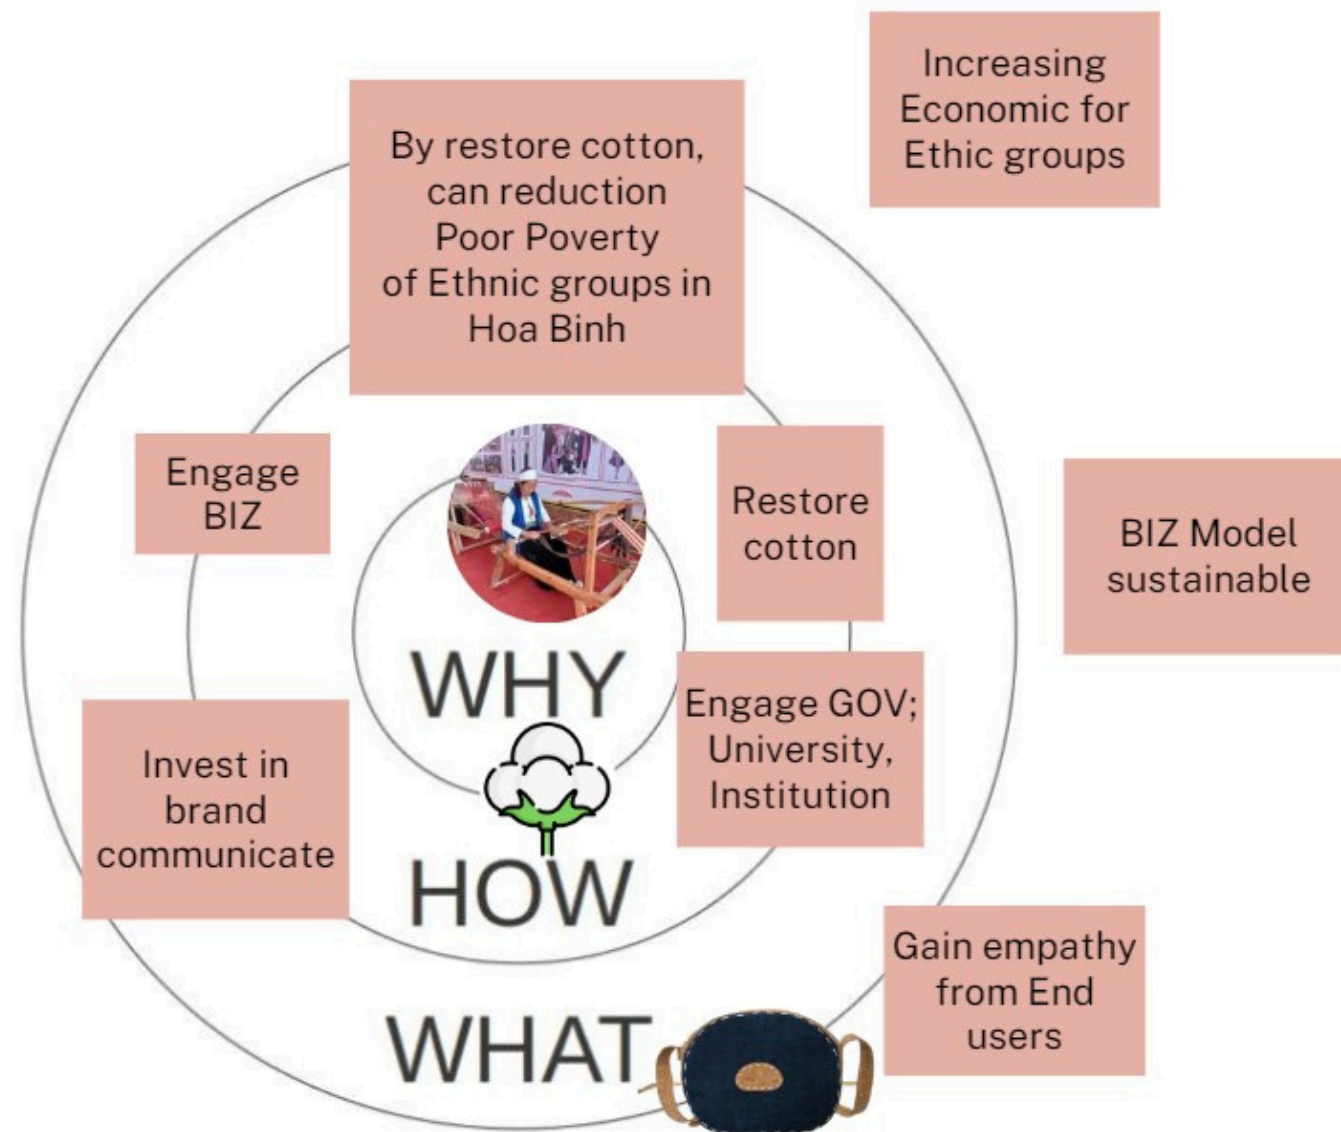 Increasing
Economic for
Ethic groups
By restore cotton,
can reduction
Poor Poverty
of Ethnic groups in
Hoa Binh
Engage
BIZ
Restore
cotton
BIZ Model
sustainable
WHY
Engage GOV;
University,
Institution
Invest in
brand
communicate
HOW
Gain empathy
from End
users
WHAT